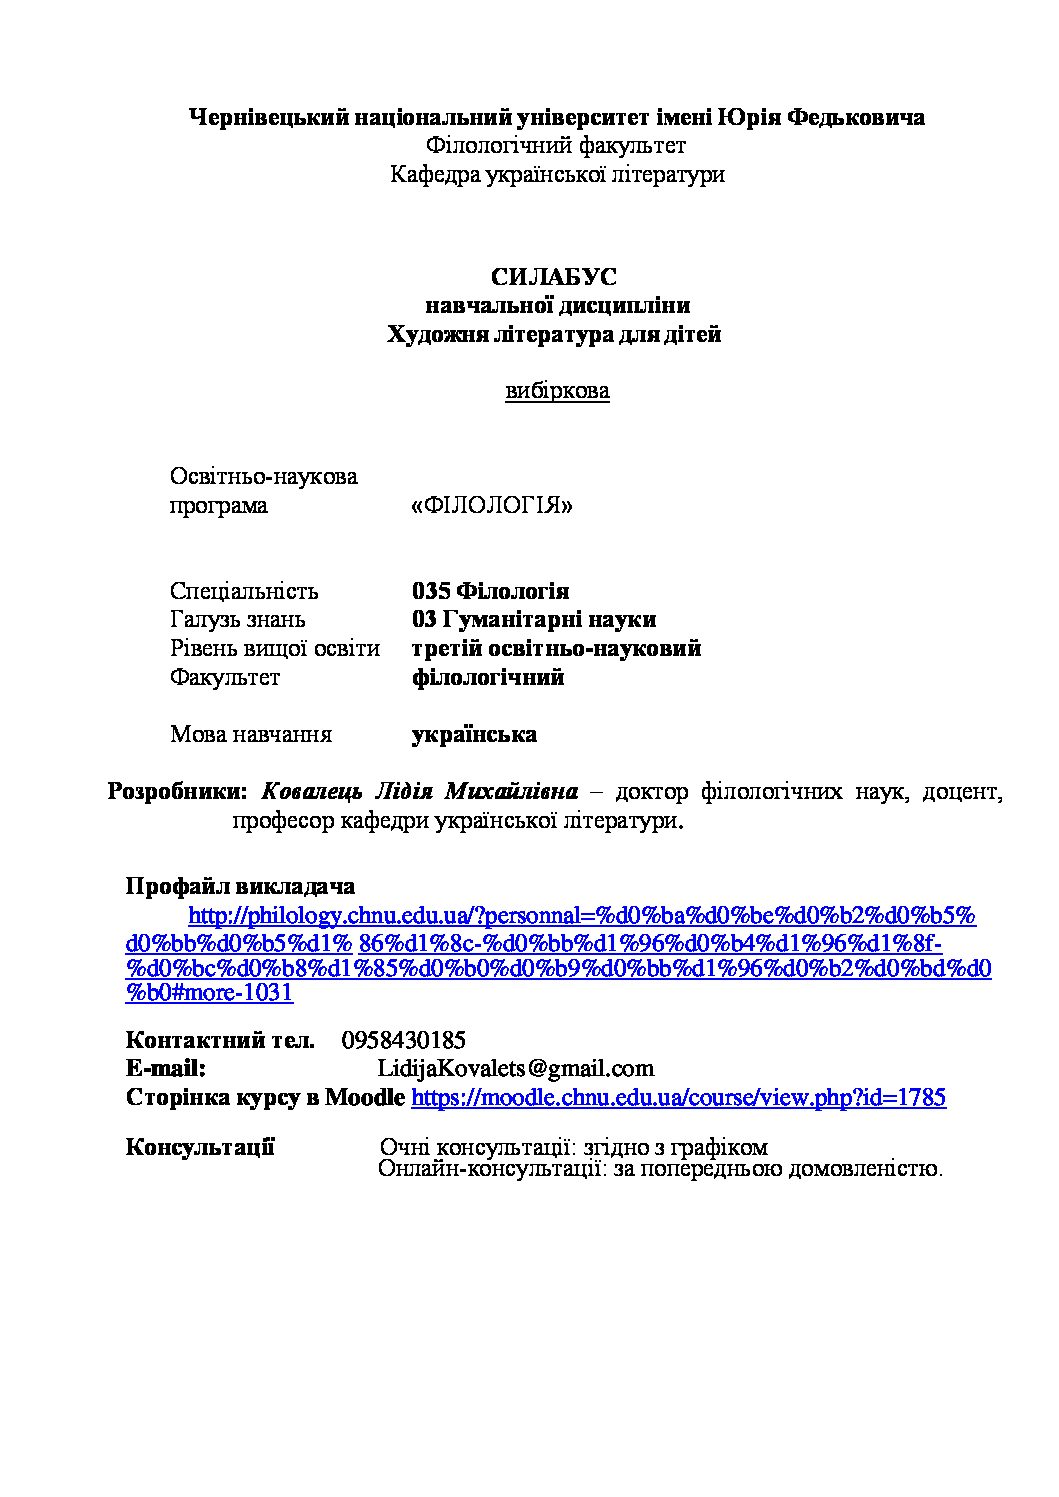 Чернівецький національний університет імені Юрія Федьковича
Філологічний факультет
Кафедра української літератури
СИЛАБУС
навчальної дисципліни
Художня література для дітей
вибіркова
Освітньо-наукова
програма «ФІЛОЛОГІЯ»
Спеціальність 035 Філологія
Галузь знань 03 Гуманітарні науки
Рівень вищої освіти третій освітньо-науковий
Факультет філологічний
Мова навчання українська
Розробники: Ковалець Лідія Михайлівна – доктор філологічних наук, доцент,
професор кафедри української літератури.
Профайл викладача
http://philology.chnu.edu.ua/?personnal=%d0%ba%d0%be%d0%b2%d0%b5%
d0%bb%d0%b5%d1% 86%d1%8c-%d0%bb%d1%96%d0%b4%d1%96%d1%8f-
%d0%bc%d0%b8%d1%85%d0%b0%d0%b9%d0%bb%d1%96%d0%b2%d0%bd%d0
%b0#more-1031
Контактний тел. 0958430185
E-mail: LidijaKovalets@gmail.com
Сторінка курсу в Moodle https://moodle.chnu.edu.ua/course/view.php?id=1785
Консультації Очні консультації: згідно з графіком
Онлайн-консультації: за попередньою домовленістю.